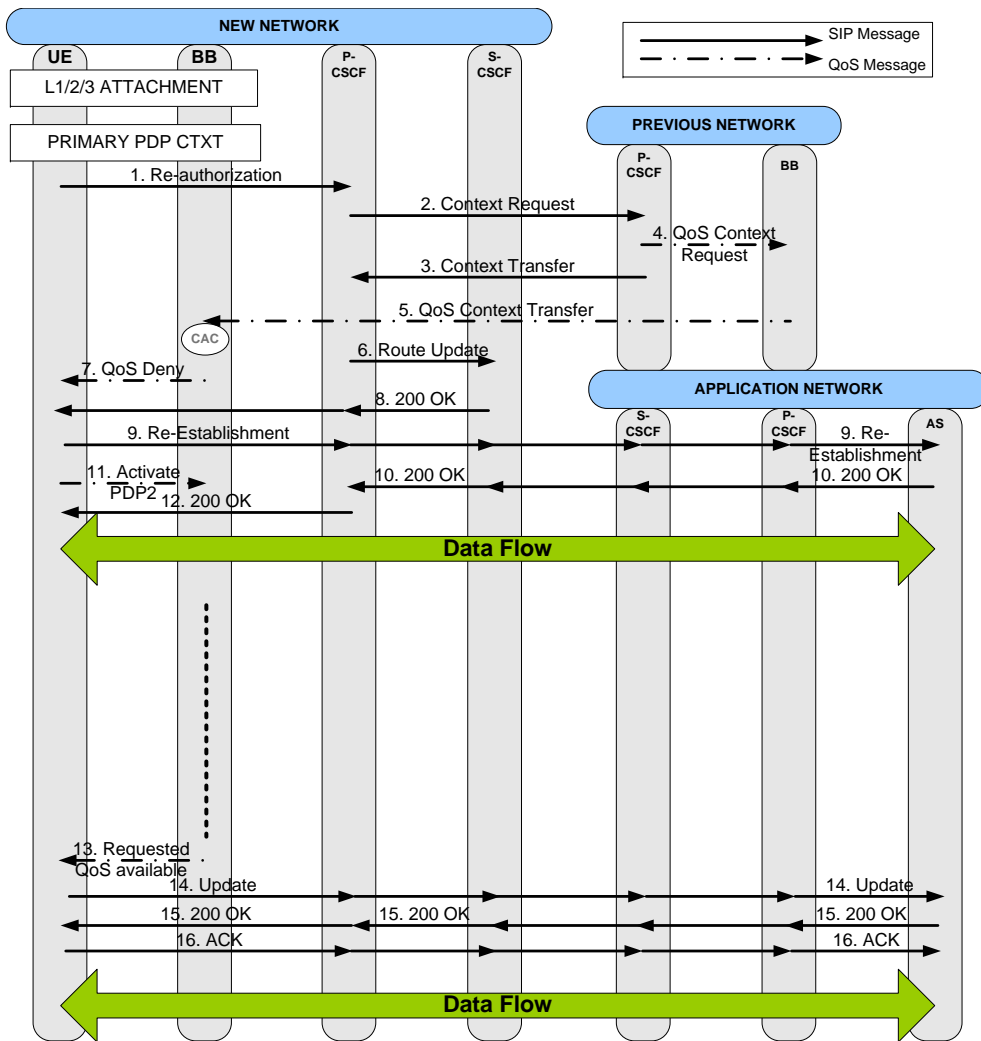 NEW NETWORK
SIP Message
QoS Message
UE
BB
P-
CSCF
S-
CSCF
L1/2/3 ATTACHMENT
PREVIOUS NETWORK
PRIMARY PDP CTXT
P-
CSCF
BB
1. Re-authorization
2. Context Request
4. QoS Context
Request
3. Context Transfer
5. QoS Context Transfer
CAC
6. Route Update
7. QoS Deny
APPLICATION NETWORK
8. 200 OK
S-
CSCF
P-
CSCF
AS
9. Re-Establishment
9. Re-
Establishment
11. Activate
PDP2
10. 200 OK
10. 200 OK
12. 200 OK
Data Flow
13. Requested
QoS available
14. Update
14. Update
15. 200 OK
15. 200 OK
15. 200 OK
16. ACK
16. ACK
Data Flow